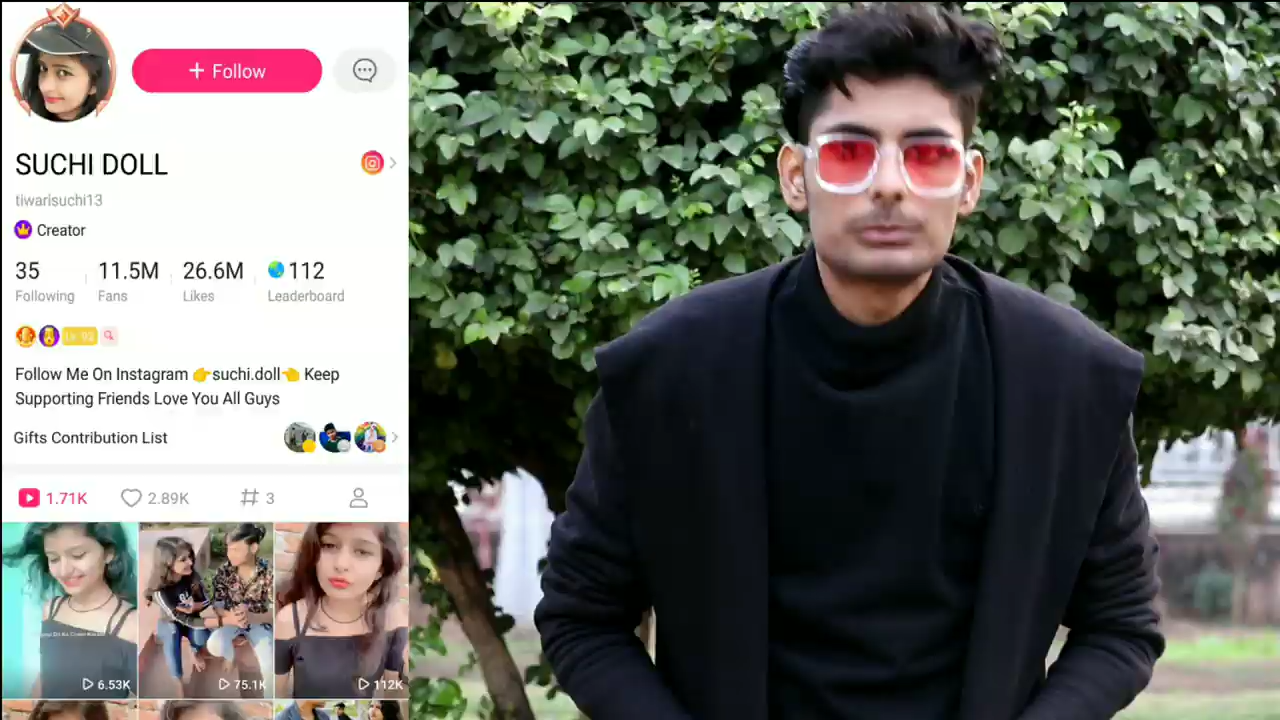 + Follow
SUCHI DOLL
tiwarisuchi13
Creator
35 11.5M 26.6M 112
Following Fans Likes Leaderboard
Follow Me On Instagram 👉suchi.doll👈 Keep
Supporting Friends Love You All Guys
Gifts Contribution List
1.71K 2.89K # 3
6.53K 75.1K 112K